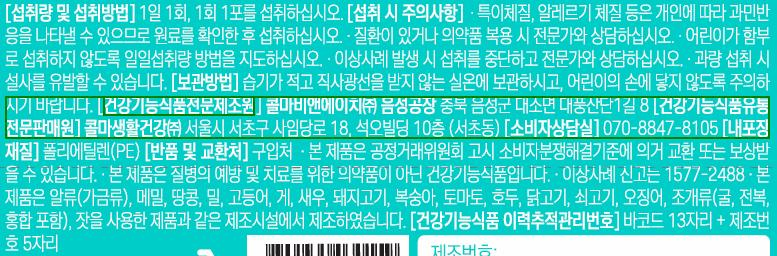 [섭취량 및 섭취방법] 1일 1회, 1회 1포를 섭취하십시오. [섭취 시 주의사항] · 특이체질, 알레르기 체질 등은 개인에 따라 과민반
응을 나타낼 수 있으므로 원료를 확인한 후 섭취하십시오. · 질환이 있거나 의약품 복용 시 전문가와 상담하십시오. · 어린이가 함부
로 섭취하지 않도록 일일섭취량 방법을 지도하십시오. · 이상사례 발생 시 섭취를 중단하고 전문가와 상담하십시오. · 과량 섭취 시
설사를 유발할 수 있습니다. [보관방법] 습기가 적고 직사광선을 받지 않는 실온에 보관하시고, 어린이의 손에 닿지 않도록 주의하
시기 바랍니다. [건강기능식품전문제조원] 콜마비앤에이치㈜ 음성공장 충북 음성군 대소면 대풍산단1길 8 [건강기능식품유통
전문판매원] 콜마생활건강㈜ 서울시 서초구 사임당로 18, 석오빌딩 10층 (서초동) [소비자상담실] 070-8847-8105 [내포장
재질] 폴리에틸렌(PE) [반품 및 교환처] 구입처 · 본 제품은 공정거래위원회 고시 소비자분쟁해결기준에 의거 교환 또는 보상받
을 수 있습니다. · 본 제품은 질병의 예방 및 치료를 위한 의약품이 아닌 건강기능식품입니다. · 이상사례 신고는 1577-2488 · 본
제품은 알류(가금류), 메밀, 땅콩, 밀, 고등어, 게, 새우, 돼지고기, 복숭아, 토마토, 호두, 닭고기, 쇠고기, 오징어, 조개류(굴, 전복,
홍합 포함), 잣을 사용한 제품과 같은 제조시설에서 제조하였습니다. [건강기능식품 이력추적관리번호] 바코드 13자리 + 제조번
호 5자리
제조번호: